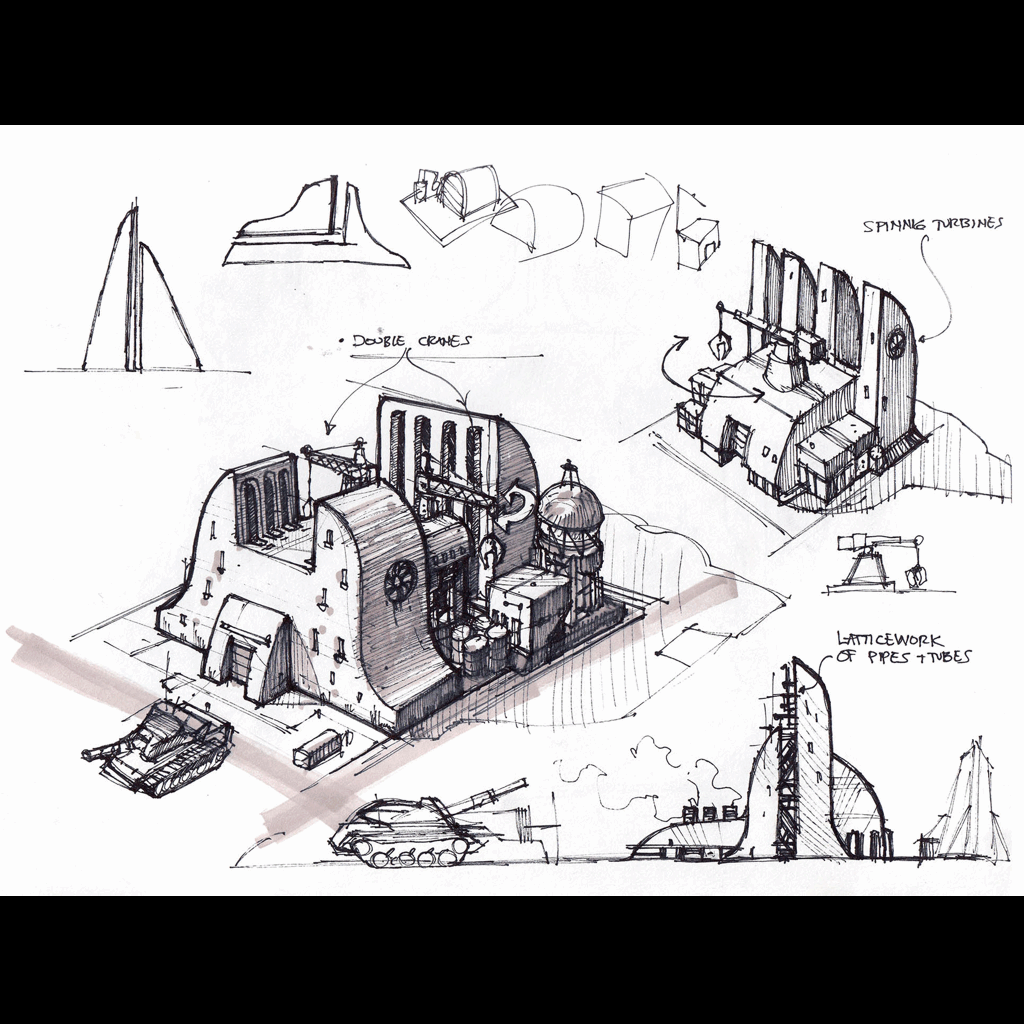 SPINNIG TURBINES
• DOUBLE CRANES
LATTICEWORK
OF PIPES + TUBES